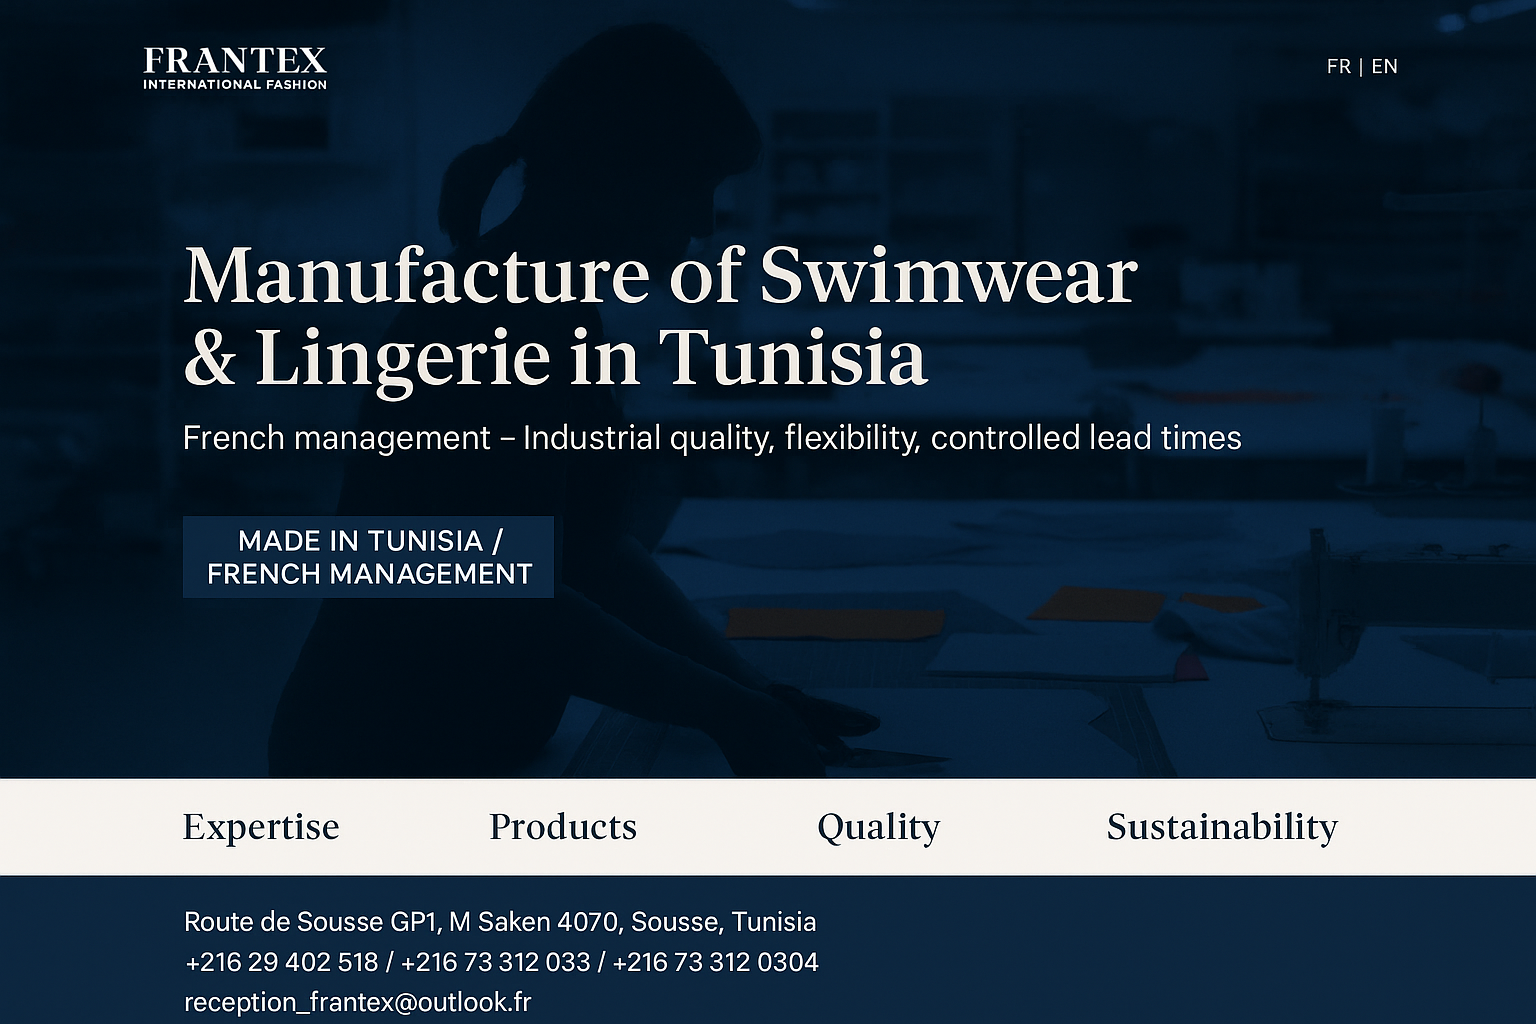 FRANTEX
INTERNATIONAL FASHION
FR | EN
Manufacture of Swimwear
& Lingerie in Tunisia
French management – Industrial quality, flexibility, controlled lead times
MADE IN TUNISIA /
FRENCH MANAGEMENT
Expertise
Products
Quality
Sustainability
Route de Sousse GP1, M Saken 4070, Sousse, Tunisia
+216 29 402 518 / +216 73 312 033 / +216 73 312 0304
reception_frantex@outlook.fr